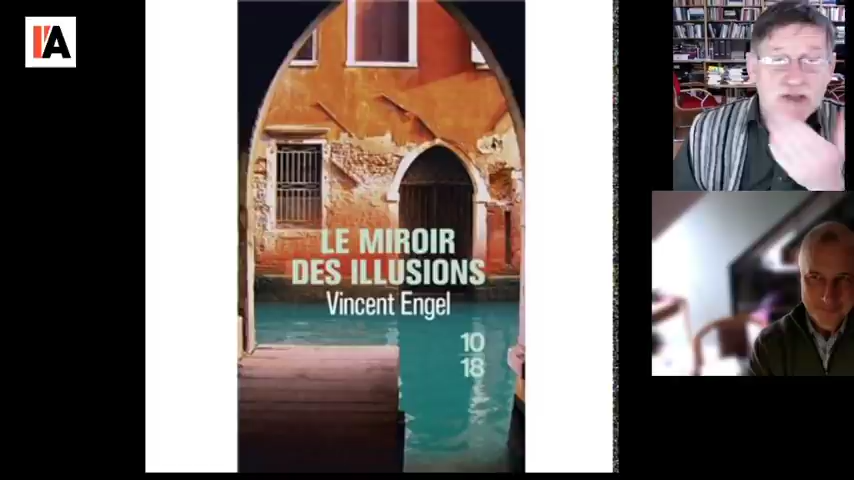 I'A
LE MIROIR
DES ILLUSIONS
Vincent Engel
10
18